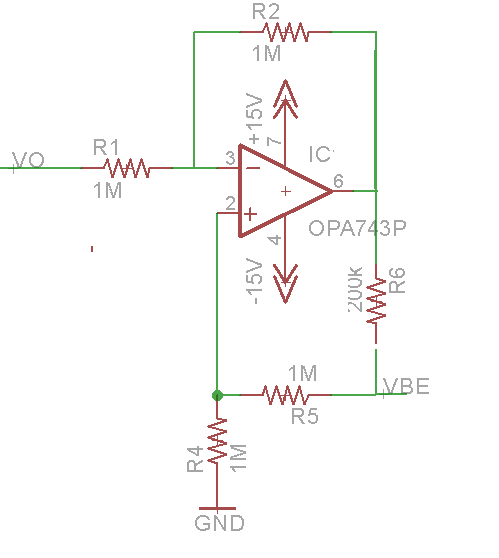 R2
1M
+15V
7
IC
VO
R1
1M
3
2
6
OPA743P
4
-15V
200k
R6
1M
R5
VBE
R4
1M
GND